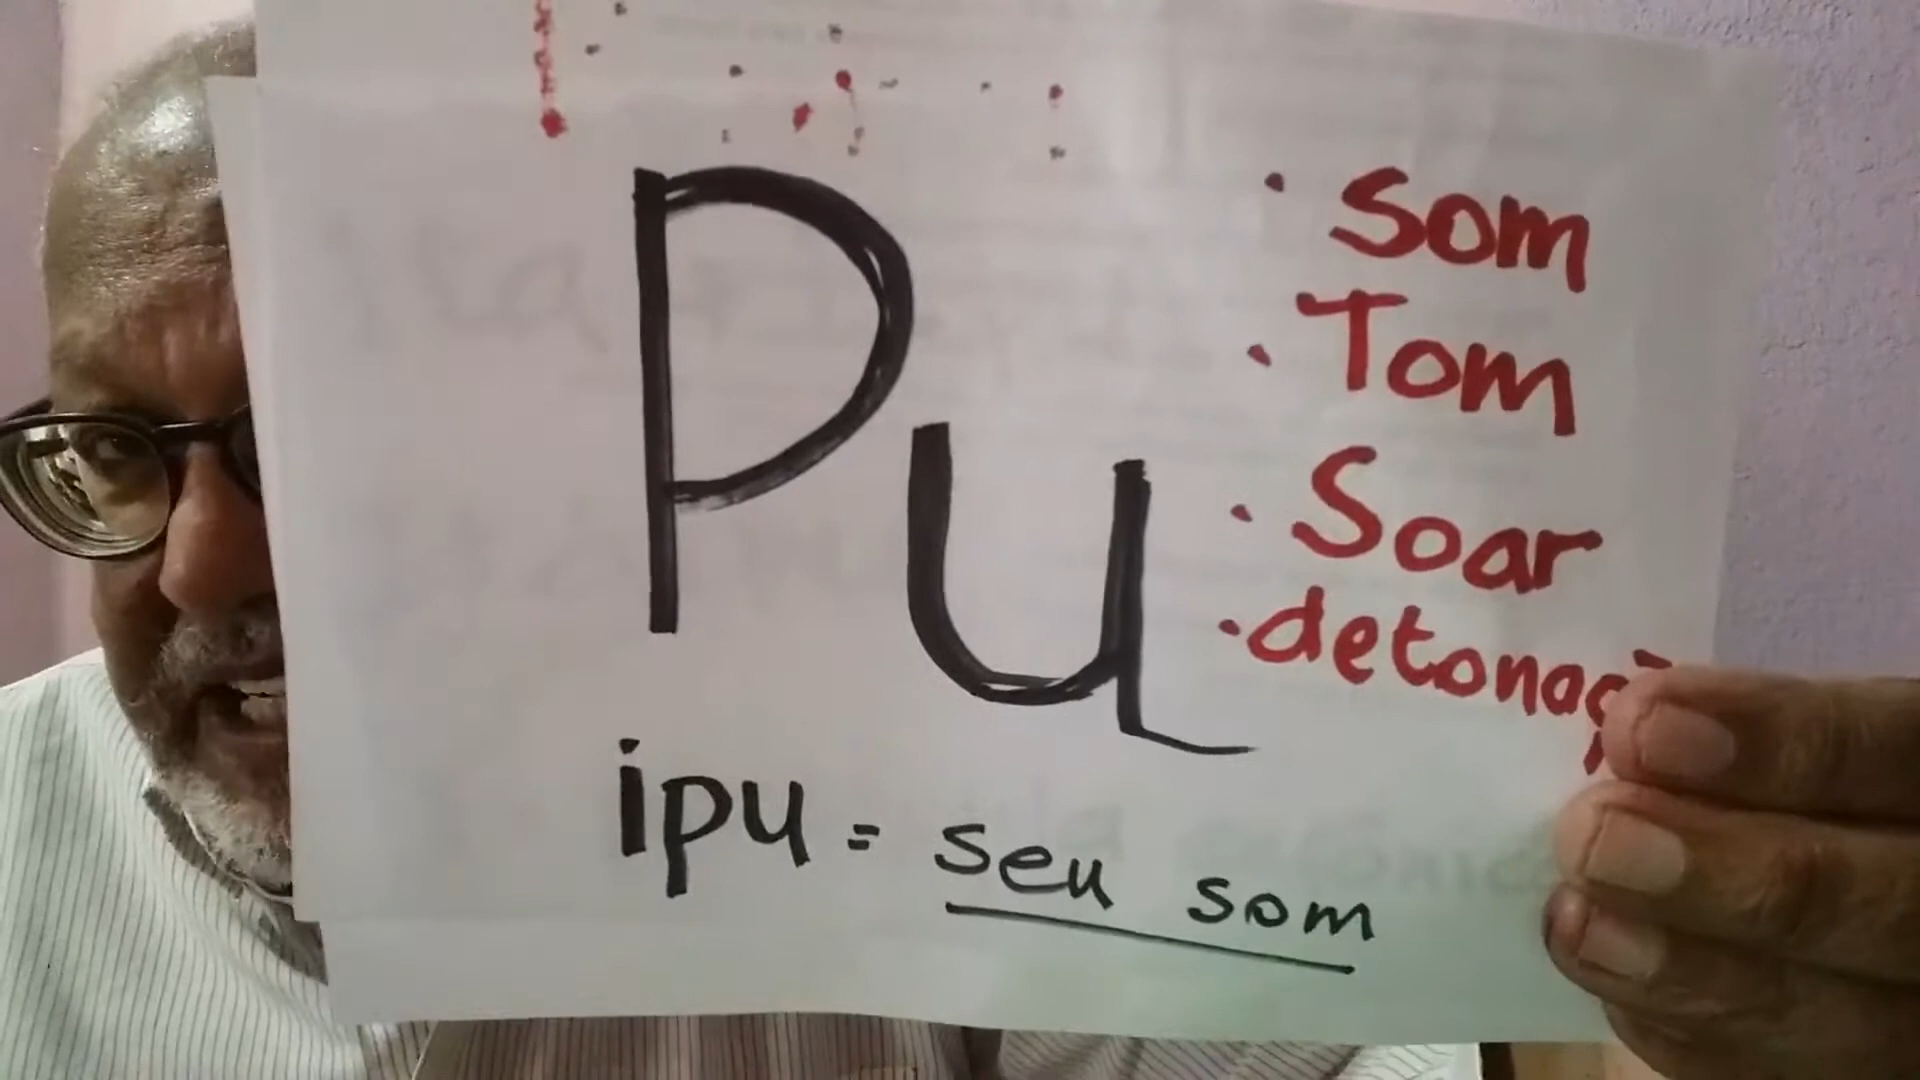 Pu
· som
· Tom
· Soar
· detonaç
ipu = seu som